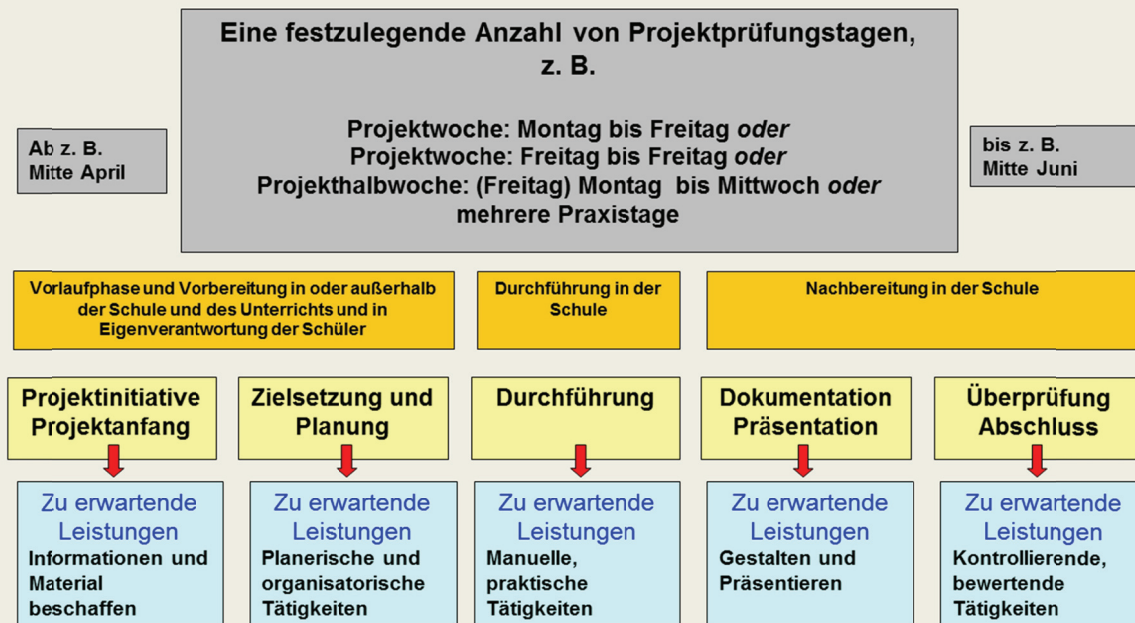 Eine festzulegende Anzahl von Projektprüfungstagen,
z. B.
Projektwoche: Montag bis Freitag oder
Projektwoche: Freitag bis Freitag oder
Projekthalbwoche: (Freitag) Montag bis Mittwoch oder
mehrere Praxistage
Ab z. B.
Mitte April
bis z. B.
Mitte Juni
Vorlaufphase und Vorbereitung in oder außerhalb
der Schule und des Unterrichts und in
Eigenverantwortung der Schüler
Durchführung in der
Schule
Nachbereitung in der Schule
Projektinitiative
Projektanfang
Zielsetzung und
Planung
Durchführung
Dokumentation
Präsentation
Überprüfung
Abschluss
Zu erwartende
Leistungen
Informationen und
Material
beschaffen
Zu erwartende
Leistungen
Planerische und
organisatorische
Tätigkeiten
Zu erwartende
Leistungen
Manuelle,
praktische
Tätigkeiten
Zu erwartende
Leistungen
Gestalten und
Präsentieren
Zu erwartende
Leistungen
Kontrollierende,
bewertende
Tätigkeiten